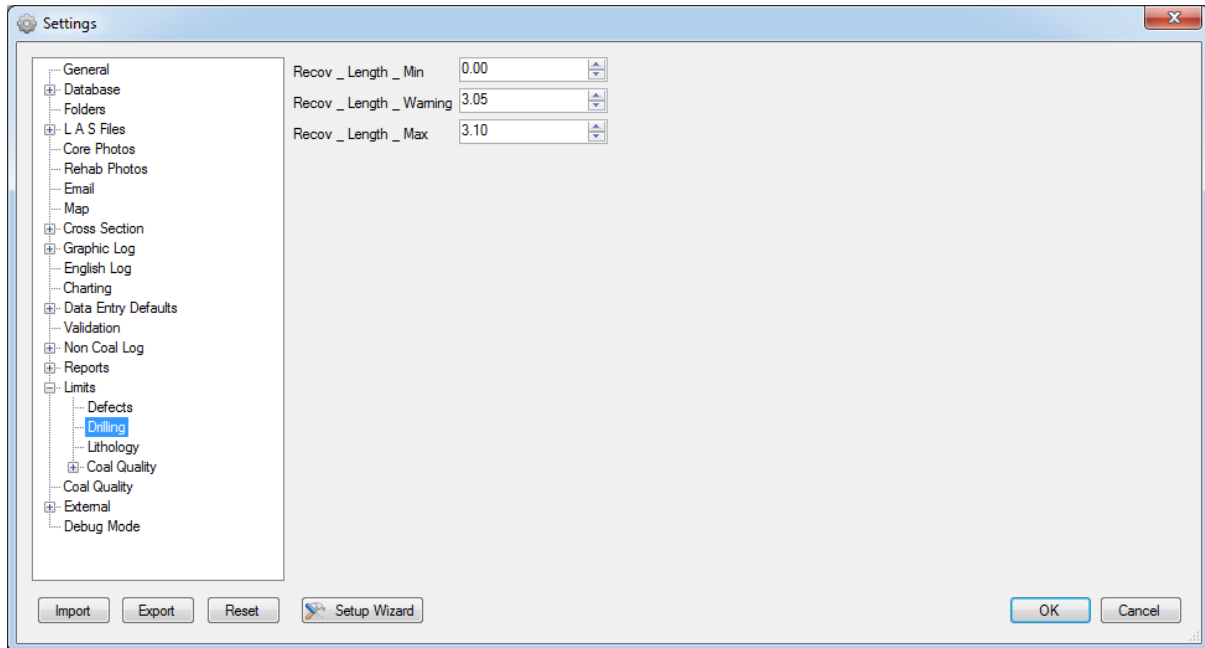 Settings
General
Database
Folders
L A S Files
Core Photos
Rehab Photos
Email
Map
Cross Section
Graphic Log
English Log
Charting
Data Entry Defaults
Validation
Non Coal Log
Reports
Limits
Defects
Drilling
Lithology
Coal Quality
Coal Quality
External
Debug Mode
Recov _ Length _ Min 0.00
Recov _ Length _ Warning 3.05
Recov _ Length _ Max 3.10
Import Export Reset Setup Wizard OK Cancel